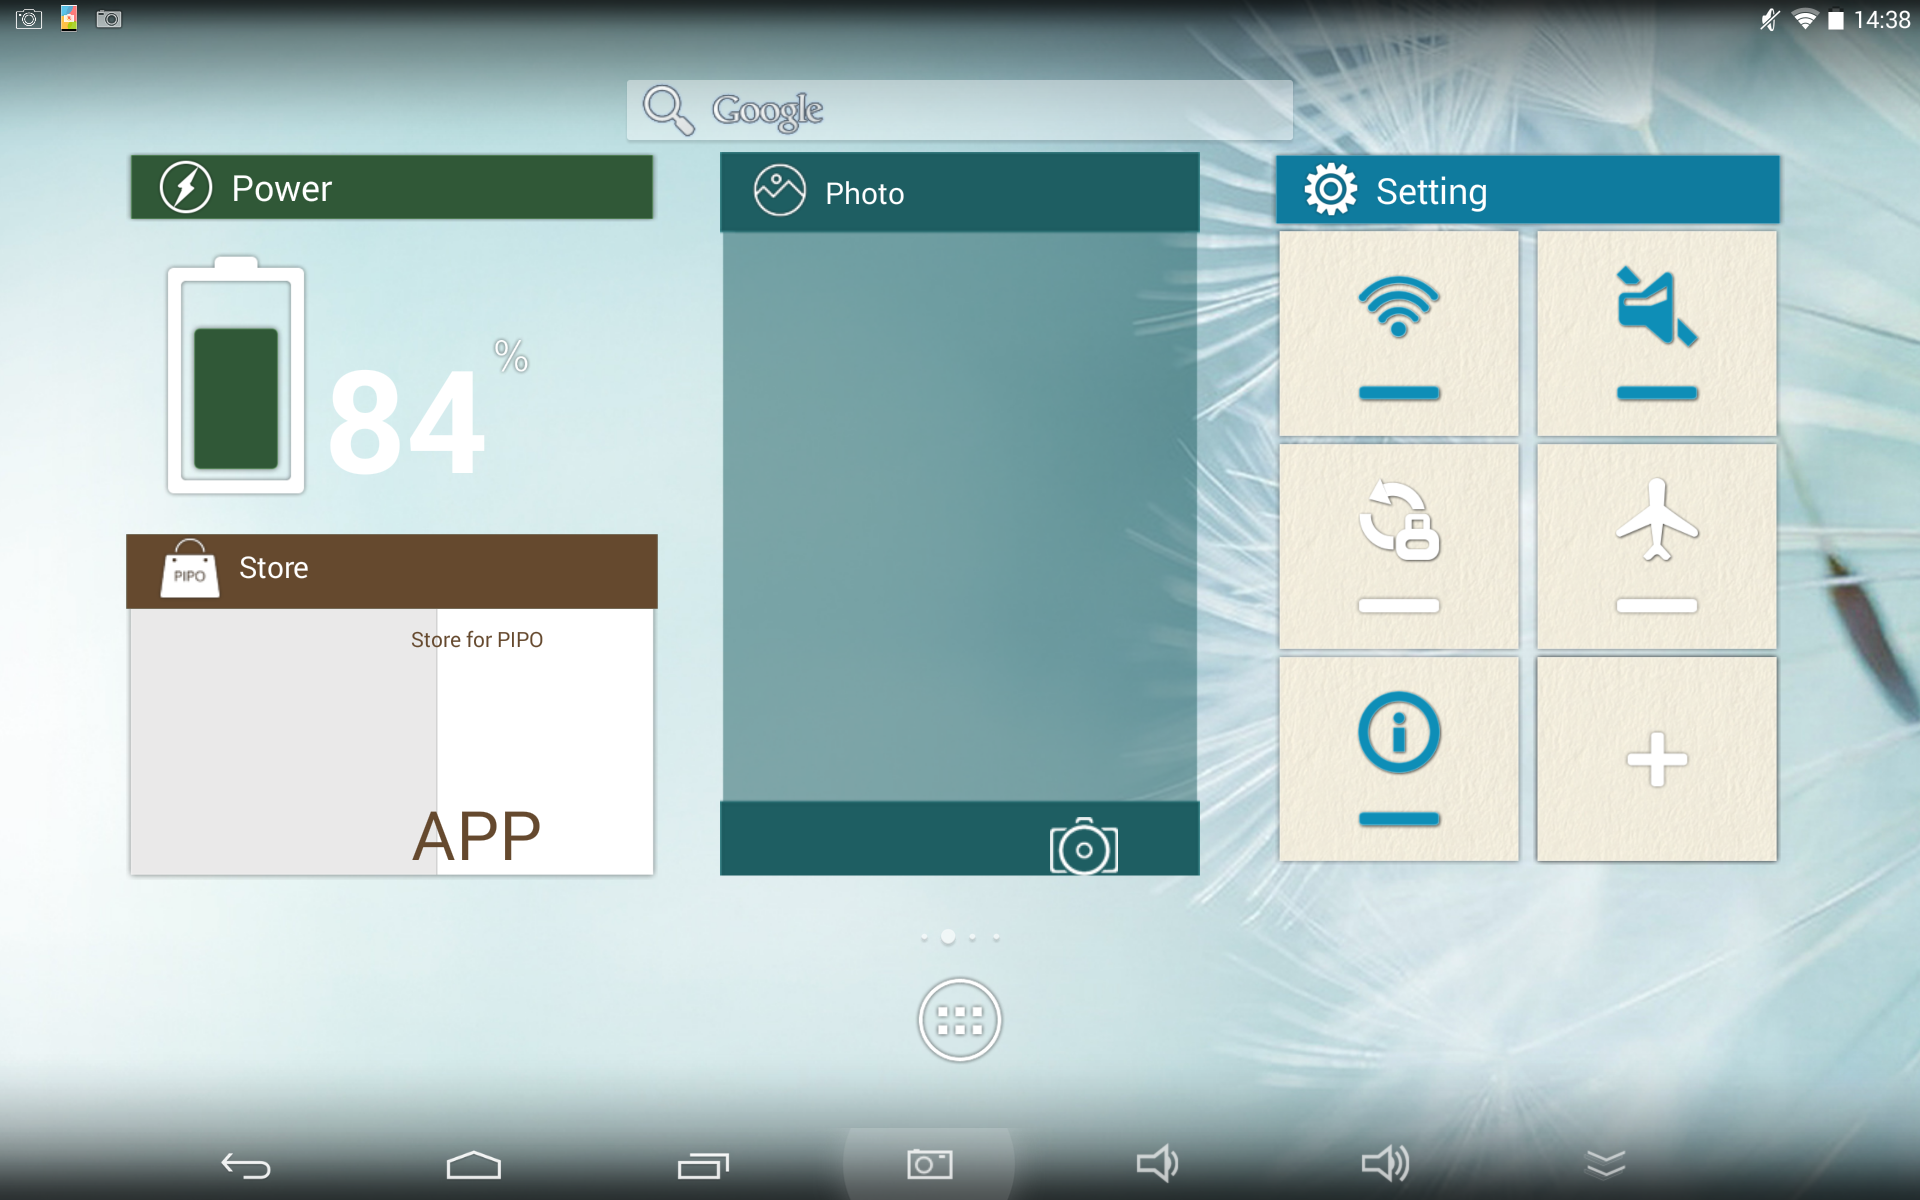 14:38
Google
Power
84 %
PIPO
Store
Store for PIPO
APP
Photo
Setting